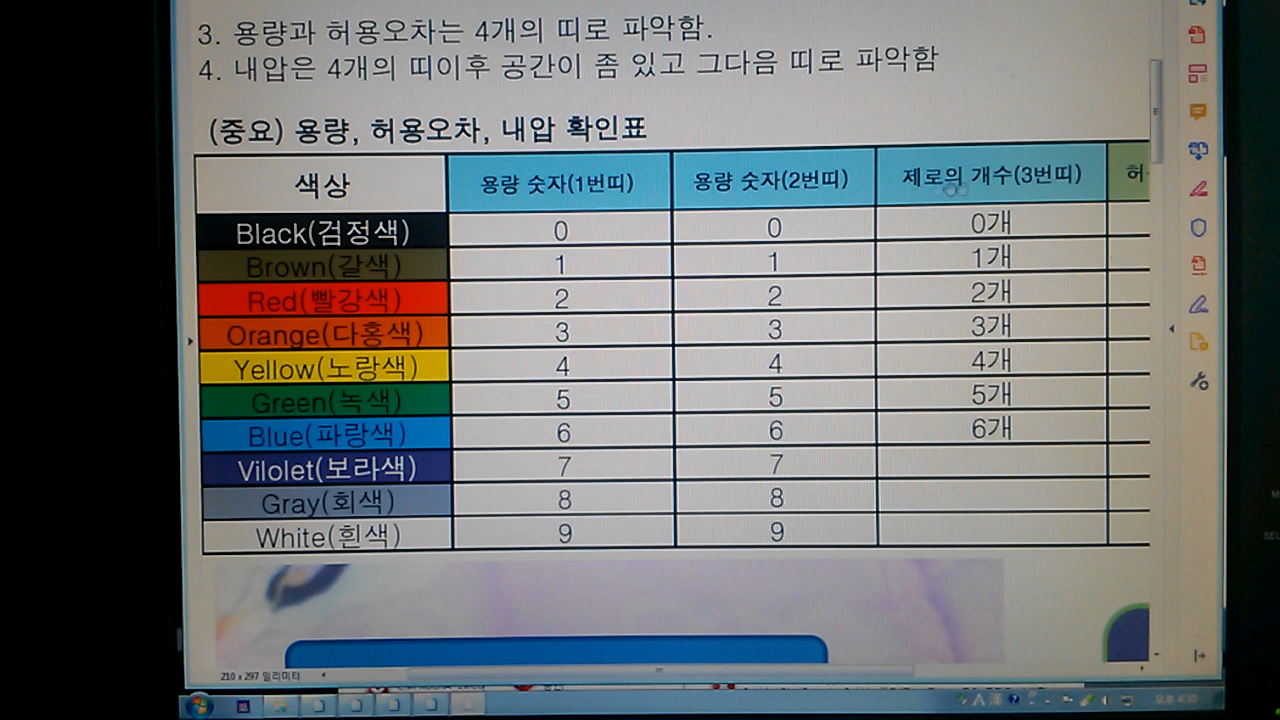 3. 용량과 허용오차는 4개의 띠로 파악함.
4. 내압은 4개의 띠이후 공간이 좀 있고 그다음 띠로 파악함
(중요) 용량, 허용오차, 내압 확인표
색상 용량 숫자(1번띠) 용량 숫자(2번띠) 제로의 개수(3번띠) 허
Black(검정색) 0 0 0개
Brown(갈색) 1 1 1개
Red(빨강색) 2 2 2개
Orange(다홍색) 3 3 3개
Yellow(노랑색) 4 4 4개
Green(녹색) 5 5 5개
Blue(파랑색) 6 6 6개
Vilolet(보라색) 7 7
Gray(회색) 8 8
White(흰색) 9 9
210 x 297 밀리미터
A 漢
오후 4:30